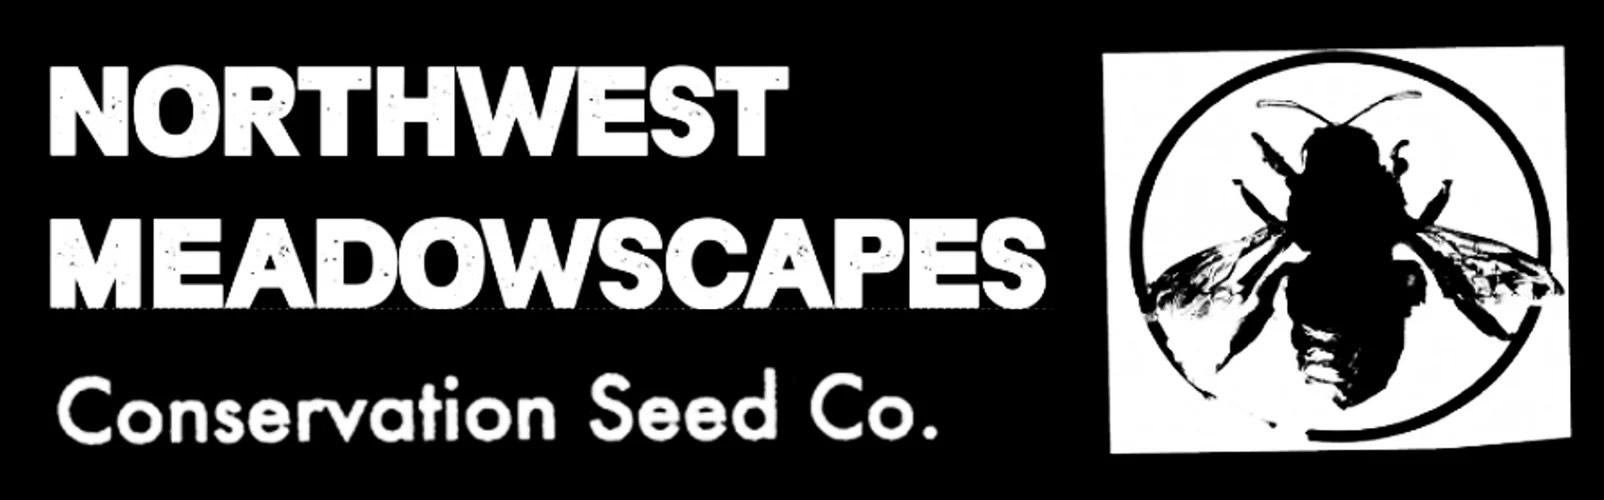 NORTHWEST
MEADOWSCAPES
Conservation Seed Co.